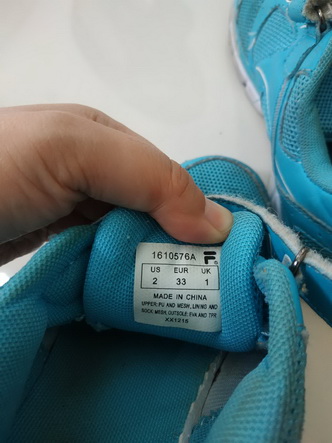 1610576A F
US EUR UK
2 33 1
MADE IN CHINA
UPPER: PU AND MESH, LINING AND
SOCK: MESH, OUTSOLE: EVA AND TPR
XX1216